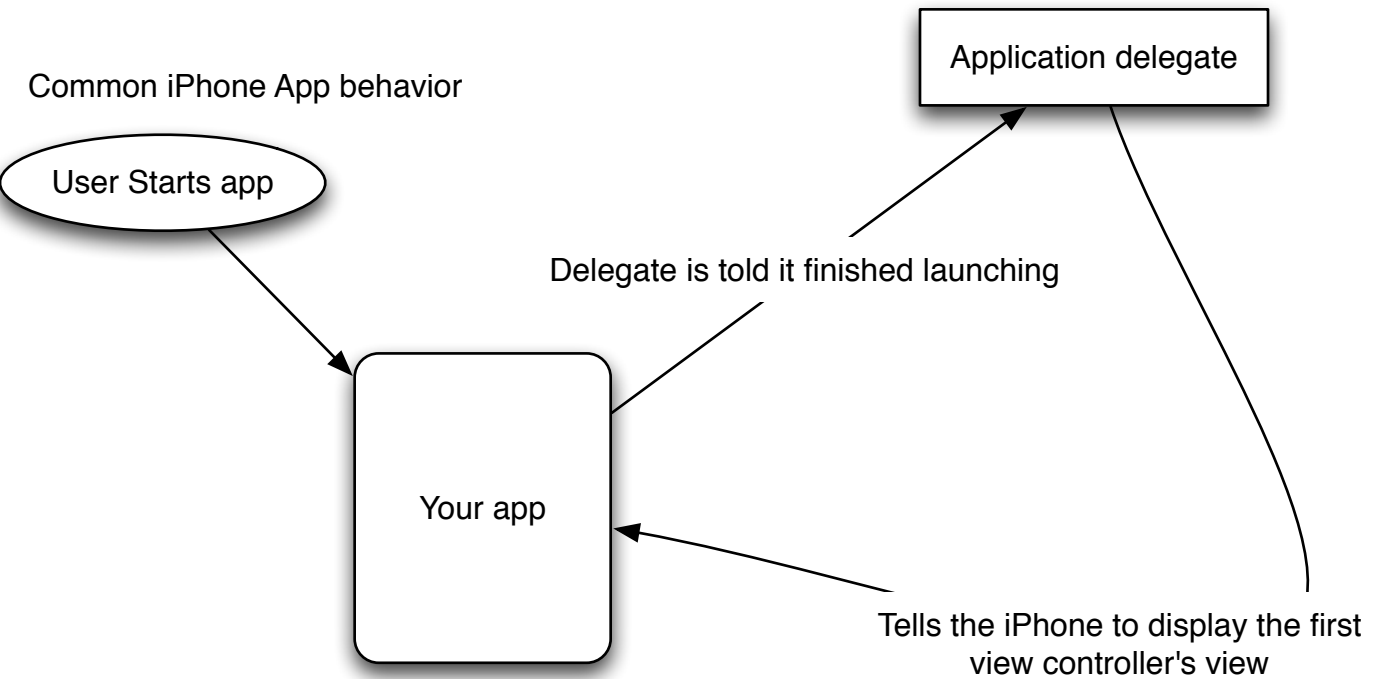 Application delegate
Common iPhone App behavior
User Starts app
Delegate is told it finished launching
Your app
Tells the iPhone to display the first
view controller's view